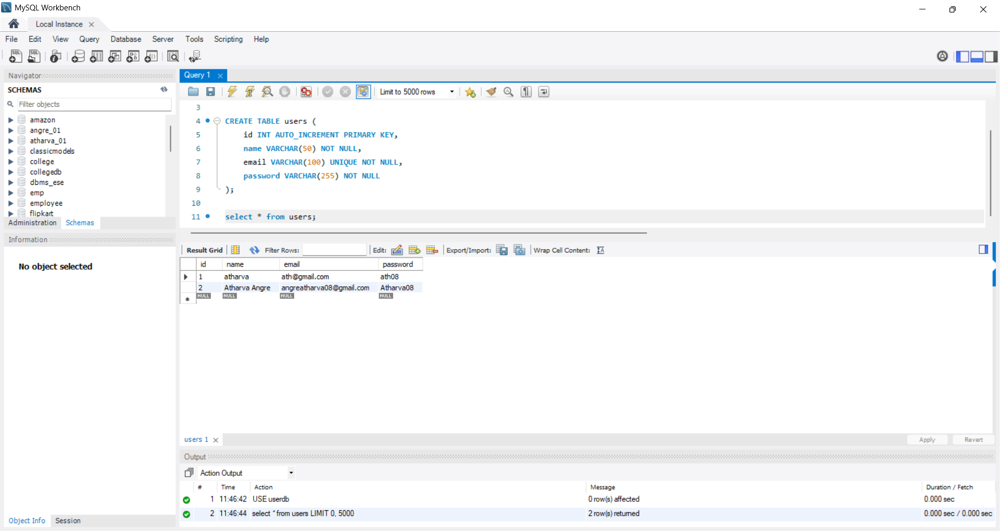 MySQL Workbench
Local Instance
File Edit View Query Database Server Tools Scripting Help
Navigator
SCHEMAS
Filter objects
amazon
angre_01
atharva_01
classicmodels
college
collegedb
dbms_ese
emp
employee
flipkart
Administration Schemas
Information
No object selected
Object Info Session
Query 1
Limit to 5000 rows
3
4 CREATE TABLE users (
5 id INT AUTO_INCREMENT PRIMARY KEY,
6 name VARCHAR(50) NOT NULL,
7 email VARCHAR(100) UNIQUE NOT NULL,
8 password VARCHAR(255) NOT NULL
9 );
10
11 select * from users;
Result Grid Filter Rows: Edit: Export/Import: Wrap Cell Content:
id name email password
1 atharva ath@gmail.com ath08
2 Atharva Angre angreatharva08@gmail.com Atharva08
NULL NULL NULL NULL
users 1 Apply Revert
Output
Action Output
# Time Action Message Duration / Fetch
1 11:46:42 USE userdb 0 row(s) affected 0.000 sec
2 11:46:44 select * from users LIMIT 0, 5000 2 row(s) returned 0.000 sec / 0.000 sec